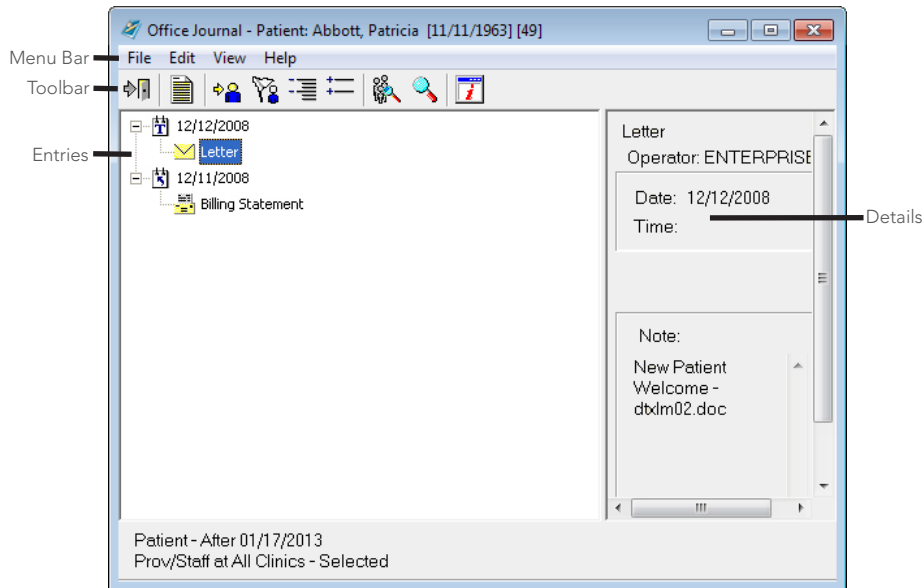 Office Journal - Patient: Abbott, Patricia [11/11/1963] [49]
Menu Bar
File Edit View Help
Toolbar
Entries
12/12/2008
Letter
12/11/2008
Billing Statement
Letter
Operator: ENTERPRISE
Date: 12/12/2008
Time:
Details
Note:
New Patient
Welcome -
dtxlm02.doc
Patient - After 01/17/2013
Prov/Staff at All Clinics - Selected